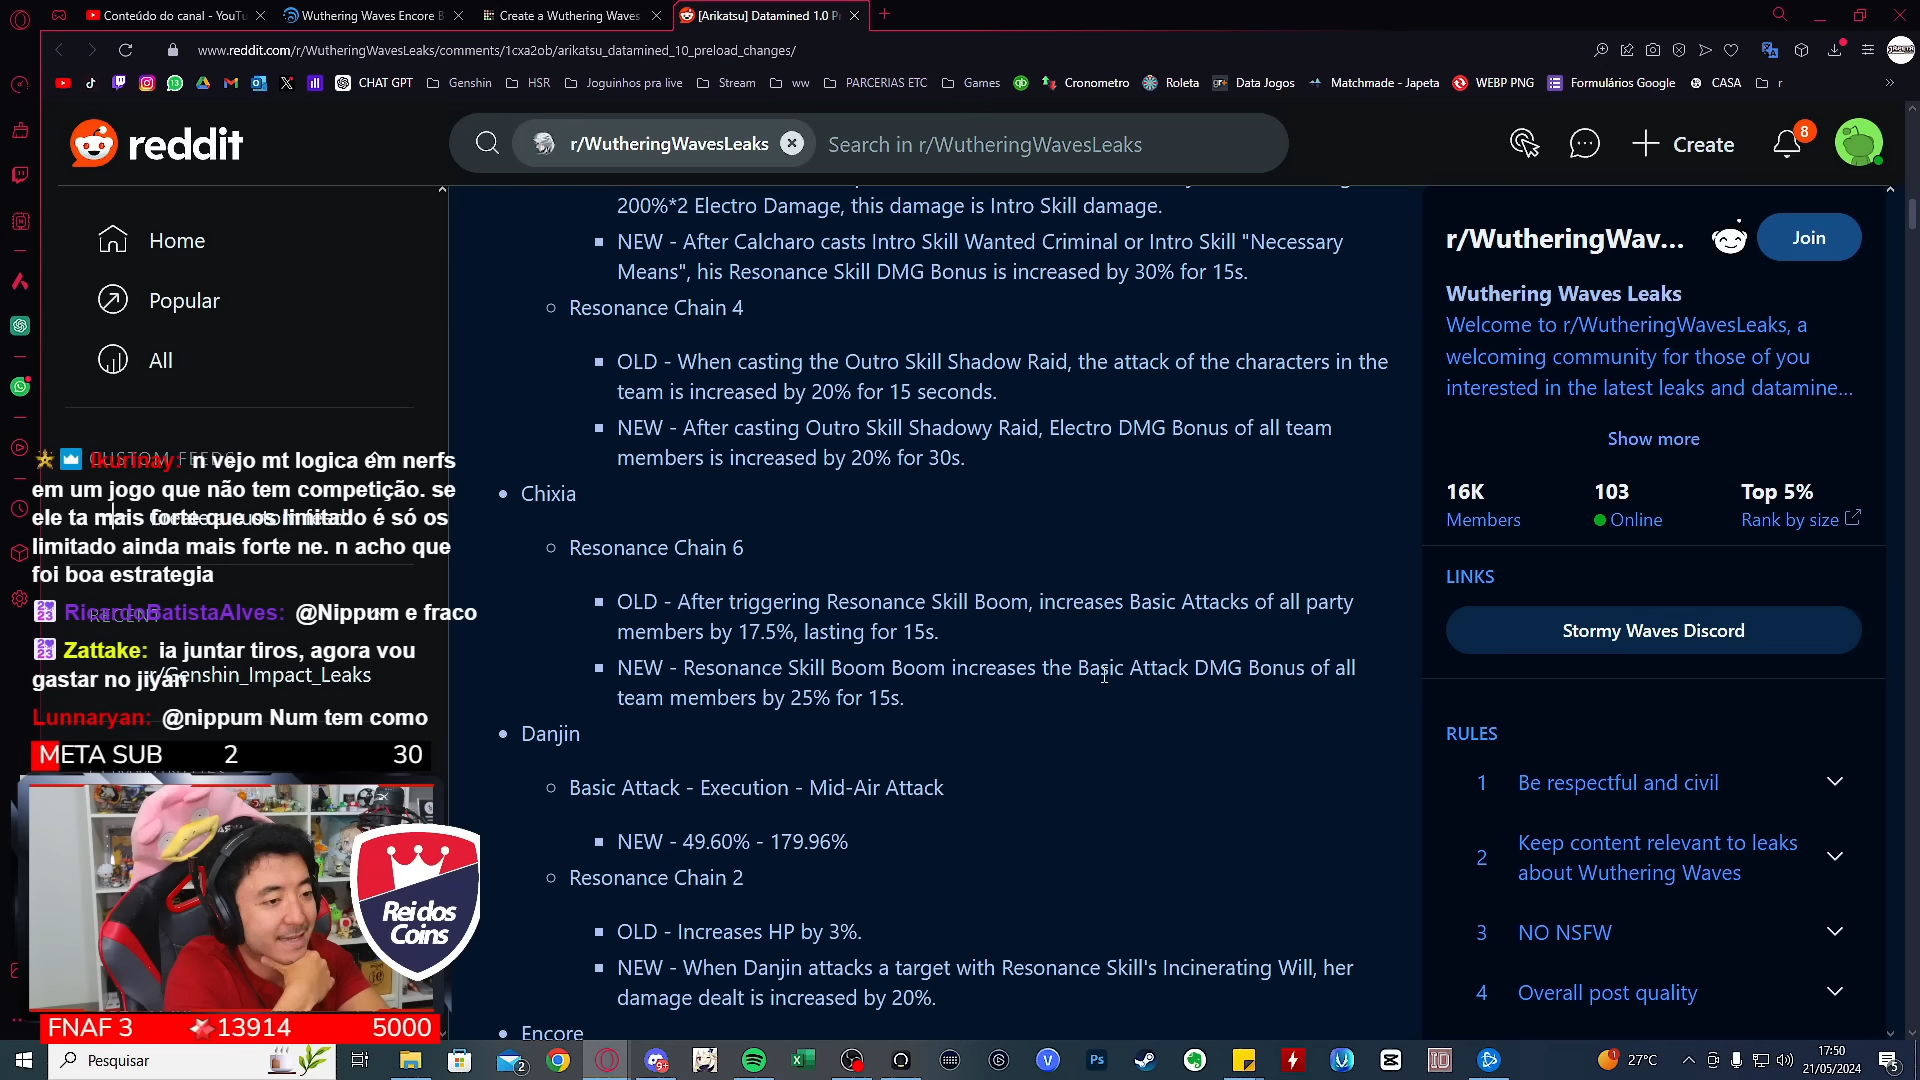 Conteúdo do canal - YouTu
Wuthering Waves Encore B
Create a Wuthering Waves
[Arikatsu] Datamined 1.0 P
www.reddit.com/r/WutheringWavesLeaks/comments/1cxa2ob/arikatsu_datamined_10_preload_changes/
CHAT GPT Genshin HSR Joguinhos pra live Stream ww PARCERIAS ETC Games Cronometro Roleta Data Jogos Matchmade - Japeta WEBP PNG Formulários Google CASA r
reddit
r/WutheringWavesLeaks
Search in r/WutheringWavesLeaks
Create
8
Home
Popular
All
CUSTOM FEEDS
RECENT
r/Genshin_Impact_Leaks
200%*2 Electro Damage, this damage is Intro Skill damage.
NEW - After Calcharo casts Intro Skill Wanted Criminal or Intro Skill "Necessary
Means", his Resonance Skill DMG Bonus is increased by 30% for 15s.
Resonance Chain 4
OLD - When casting the Outro Skill Shadow Raid, the attack of the characters in the
team is increased by 20% for 15 seconds.
NEW - After casting Outro Skill Shadowy Raid, Electro DMG Bonus of all team
members is increased by 20% for 30s.
Chixia
Resonance Chain 6
OLD - After triggering Resonance Skill Boom, increases Basic Attacks of all party
members by 17.5%, lasting for 15s.
NEW - Resonance Skill Boom Boom increases the Basic Attack DMG Bonus of all
team members by 25% for 15s.
Danjin
Basic Attack - Execution - Mid-Air Attack
NEW - 49.60% - 179.96%
Resonance Chain 2
OLD - Increases HP by 3%.
NEW - When Danjin attacks a target with Resonance Skill's Incinerating Will, her
damage dealt is increased by 20%.
Encore
r/WutheringWav...
Join
Wuthering Waves Leaks
Welcome to r/WutheringWavesLeaks, a
welcoming community for those of you
interested in the latest leaks and datamine...
Show more
16K 103 Top 5%
Members Online Rank by size
LINKS
Stormy Waves Discord
RULES
1 Be respectful and civil
2 Keep content relevant to leaks
about Wuthering Waves
3 NO NSFW
4 Overall post quality
Ikurinay: n vejo mt logica em nerfs
em um jogo que não tem competição. se
ele ta mais forte que os limitado é só os
limitado ainda mais forte ne. n acho que
foi boa estrategia
RicardoBatistaAlves: @Nippum e fraco
Zattake: ia juntar tiros, agora vou
gastar no jiyan
Lunnaryan: @nippum Num tem como
META SUB 2 30
Rei dos
Coins
FNAF 3 13914 5000
Pesquisar
27°C
17:50
21/05/2024